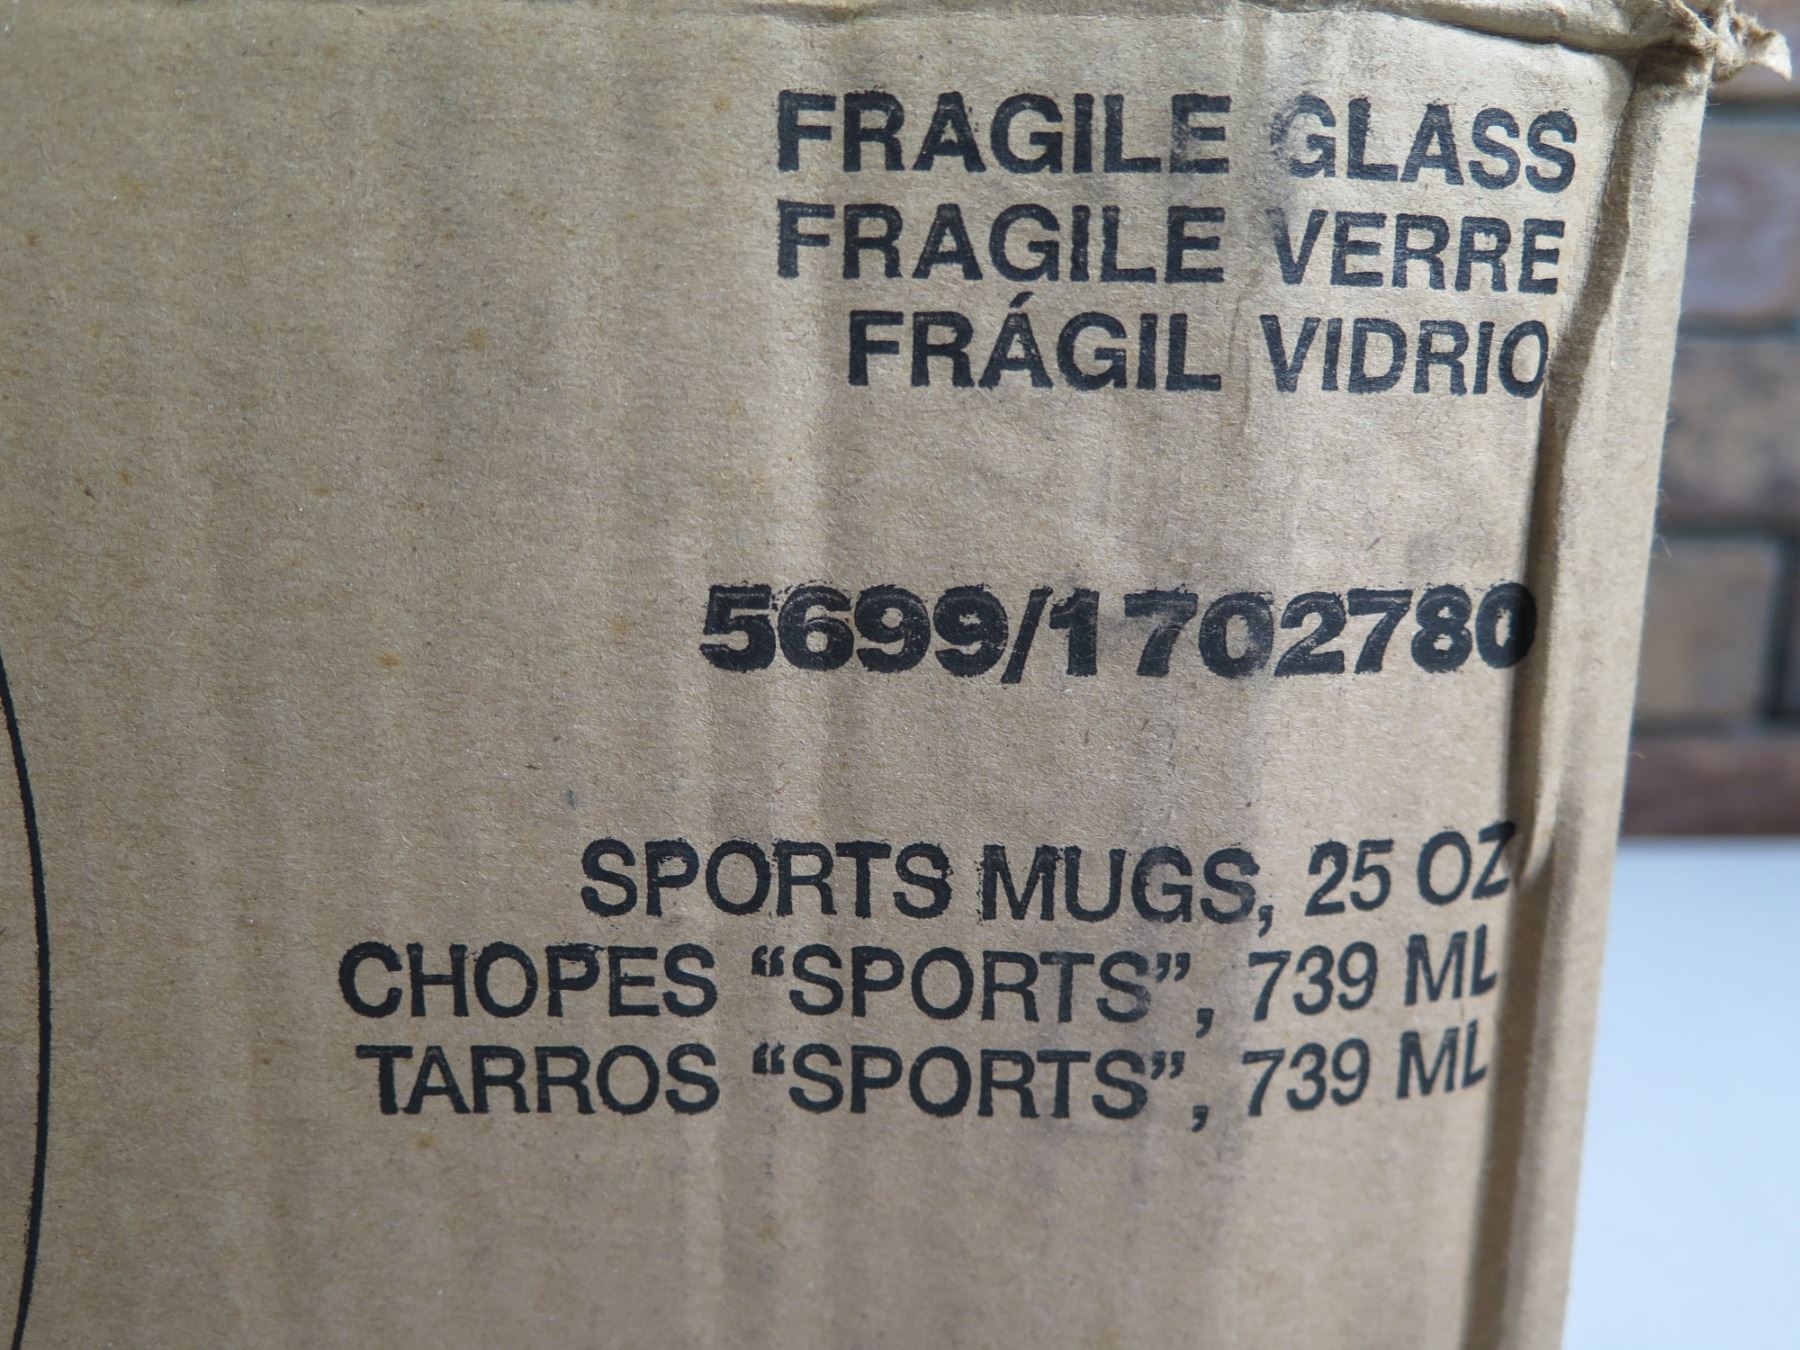 FRAGILE GLASS
FRAGILE VERRE
FRÁGIL VIDRIO
5699/1702780
SPORTS MUGS, 25 OZ
CHOPES “SPORTS”, 739 ML
TARROS “SPORTS”, 739 ML